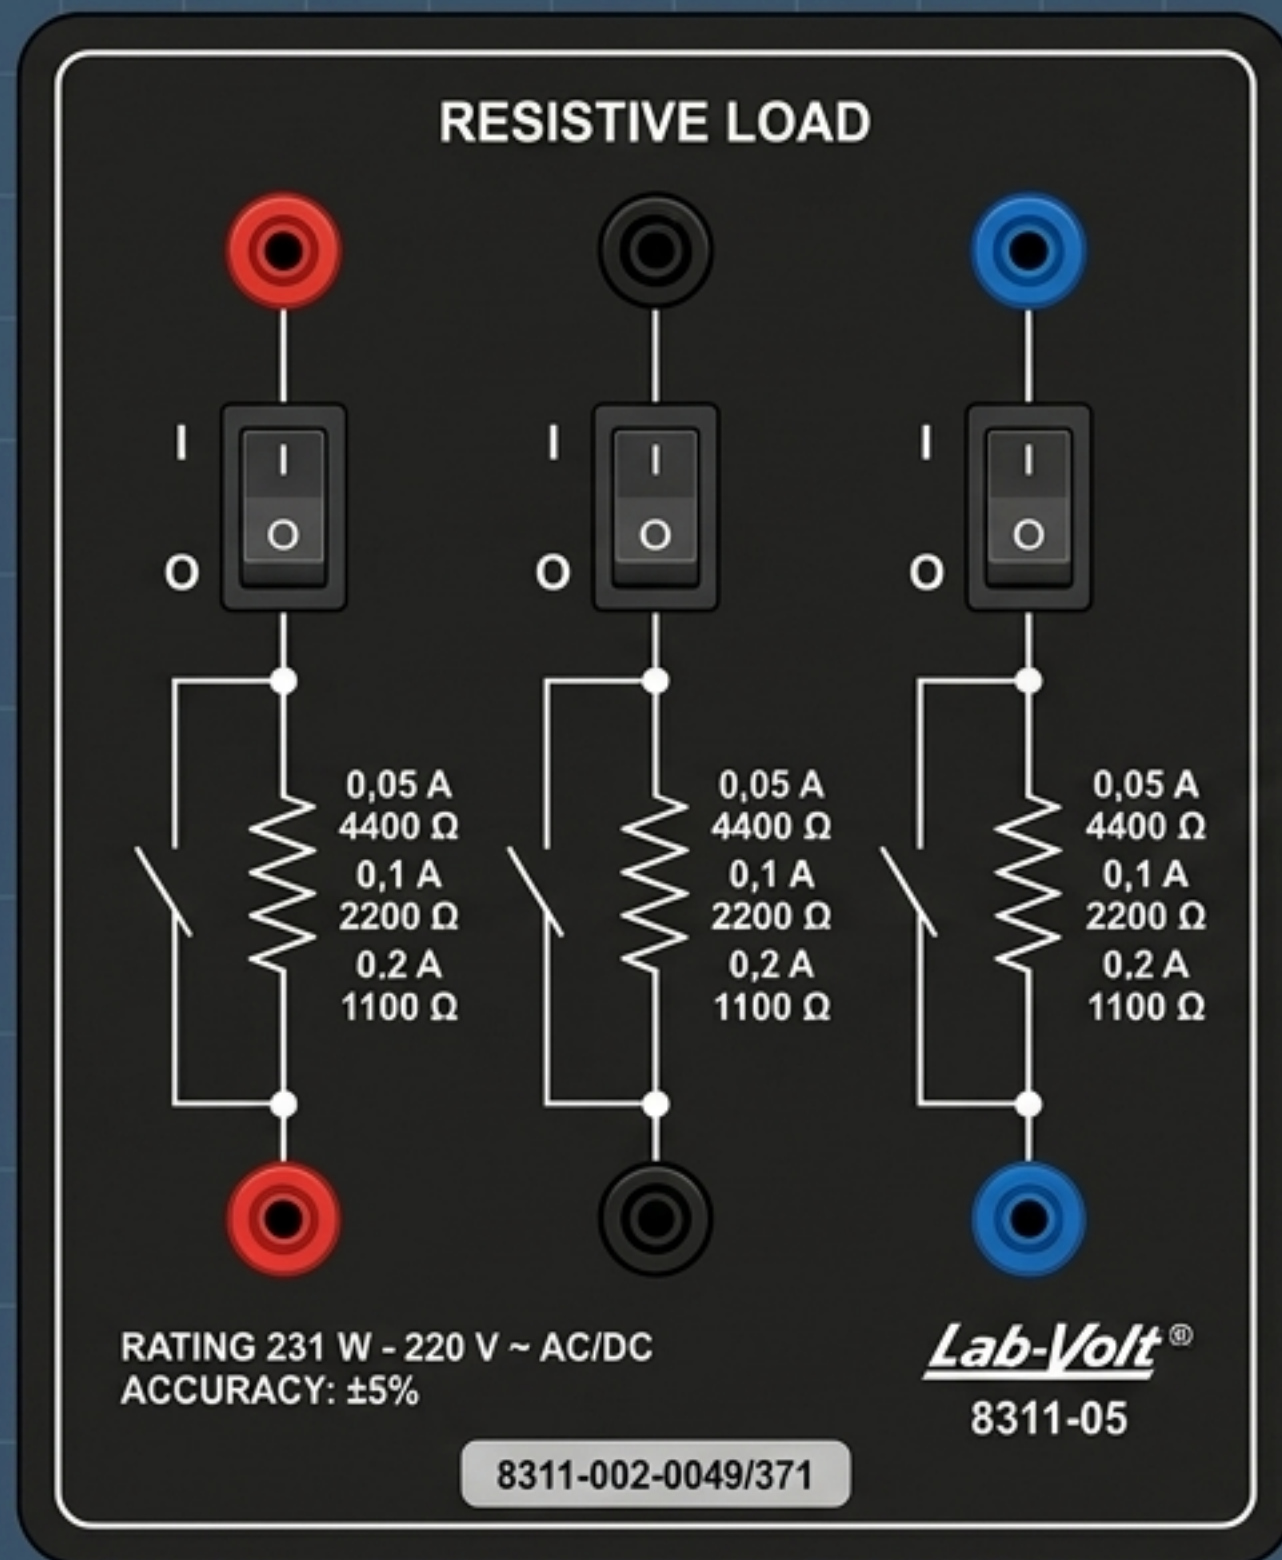 RESISTIVE LOAD
I
I
O
O
I
I
O
O
I
I
O
O
0,05 A
4400 Ω
0,1 A
2200 Ω
0.2 A
1100 Ω
0,05 A
4400 Ω
0,1 A
2200 Ω
0,2 A
1100 Ω
0,05 A
4400 Ω
0,1 A
2200 Ω
0,2 A
1100 Ω
RATING 231 W - 220 V ~ AC/DC
ACCURACY: ±5%
Lab-Volt®
8311-05
8311-002-0049/371